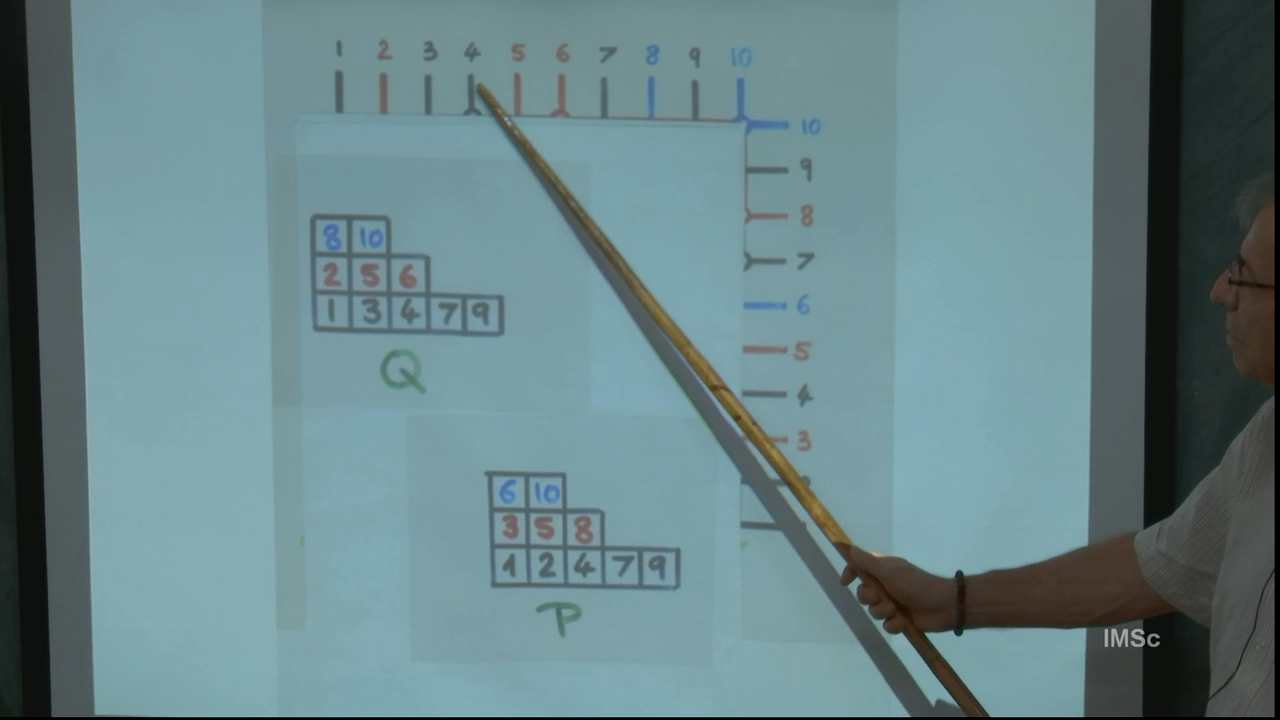 1 2 3 4 5 6 7 8 9 10
10
9
8
7
6
5
4
3
8 10
2 5 6
1 3 4 7 9
Q
6 10
3 5 8
1 2 4 7 9
P
IMSc